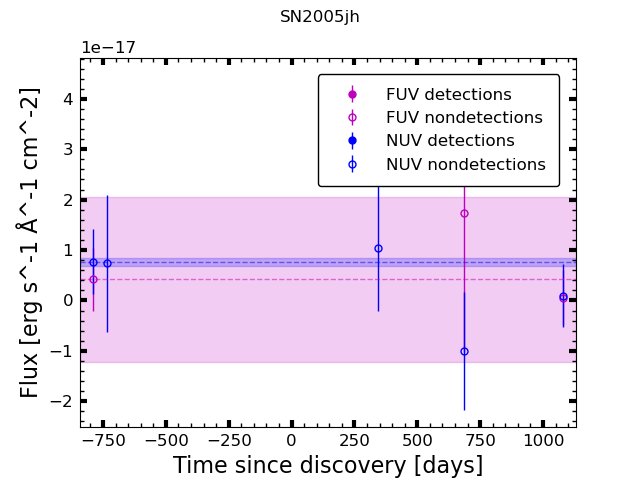 SN2005jh
1e−17
FUV detections
FUV nondetections
NUV detections
NUV nondetections
4
3
2
1
0
−1
−2
Flux [erg s^-1 Å^-1 cm^-2]
−750 −500 −250 0 250 500 750 1000
Time since discovery [days]